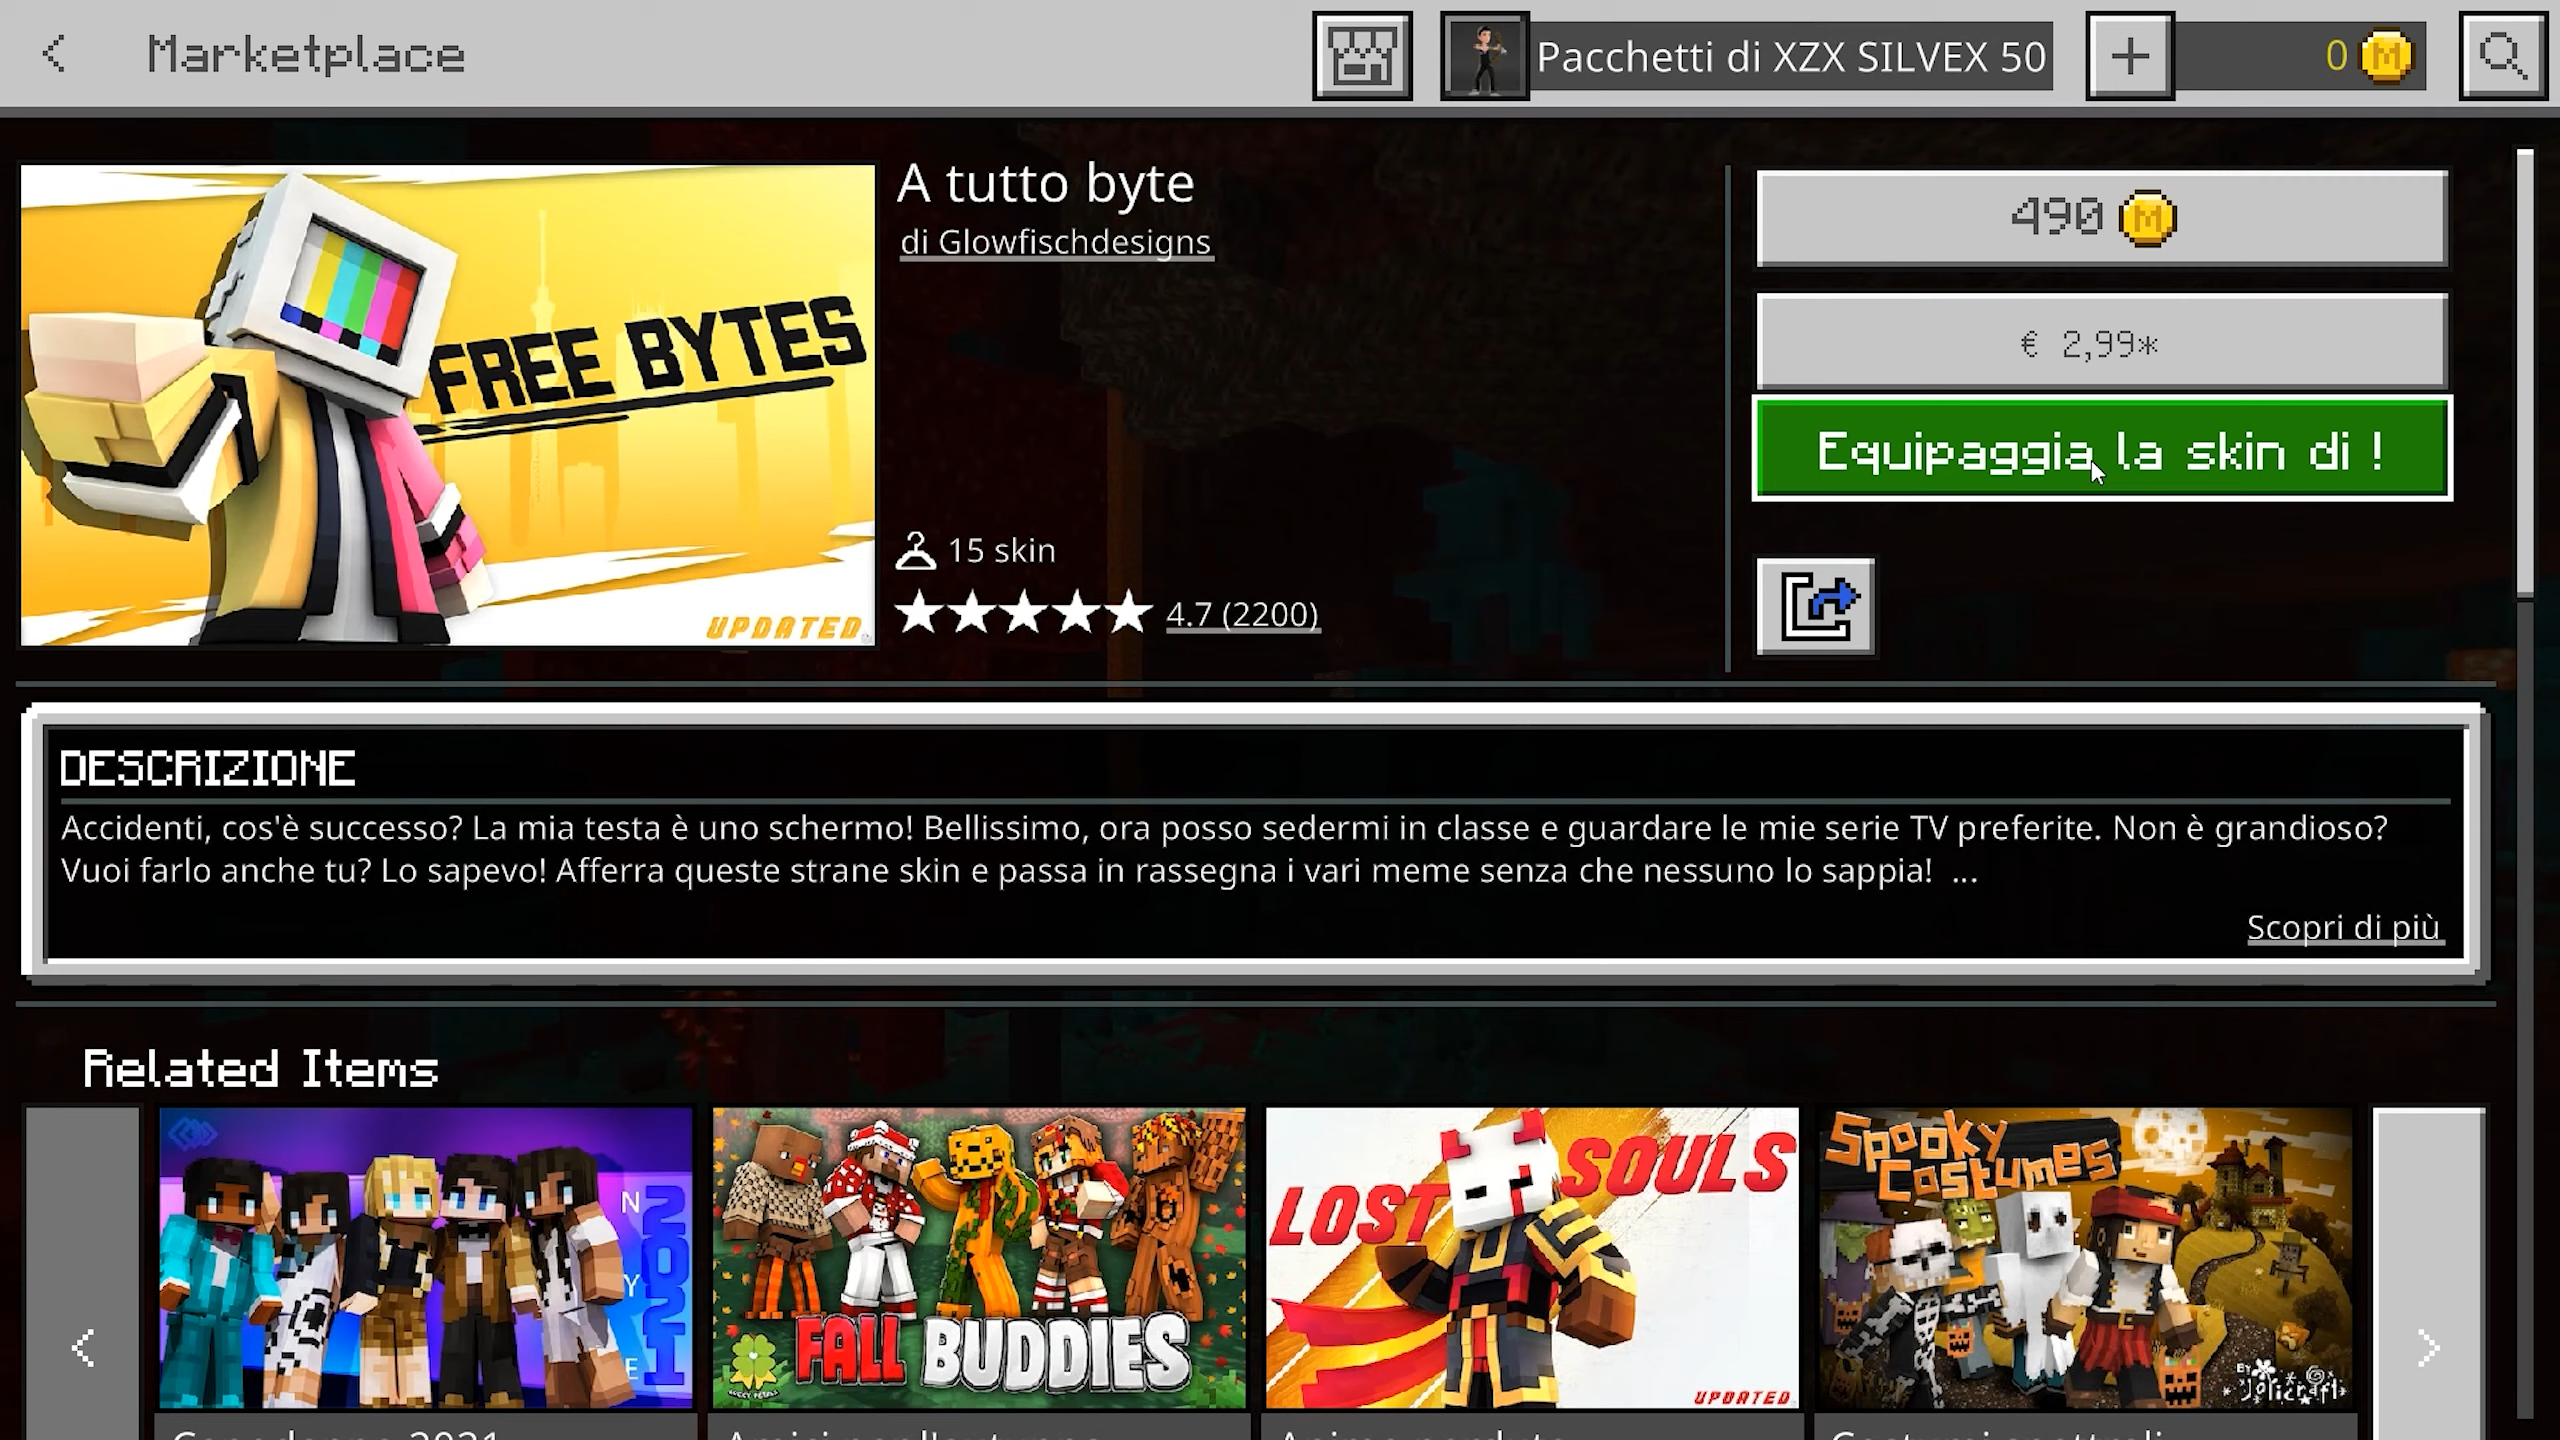 Marketplace
Pacchetti di XZX SILVEX 50
0
A tutto byte
di Glowfischdesigns
FREE BYTES
UPDATED
15 skin
4.7 (2200)
490
€ 2,99*
Equipaggia la skin di !
DESCRIZIONE
Accidenti, cos'è successo? La mia testa è uno schermo! Bellissimo, ora posso sedermi in classe e guardare le mie serie TV preferite. Non è grandioso?
Vuoi farlo anche tu? Lo sapevo! Afferra queste strane skin e passa in rassegna i vari meme senza che nessuno lo sappia! ...
Scopri di più
Related Items
N
Y
E
2021
FALL BUDDIES
LOST SOULS
UPDATED
Spooky
Costumes
BY
Jolicraft